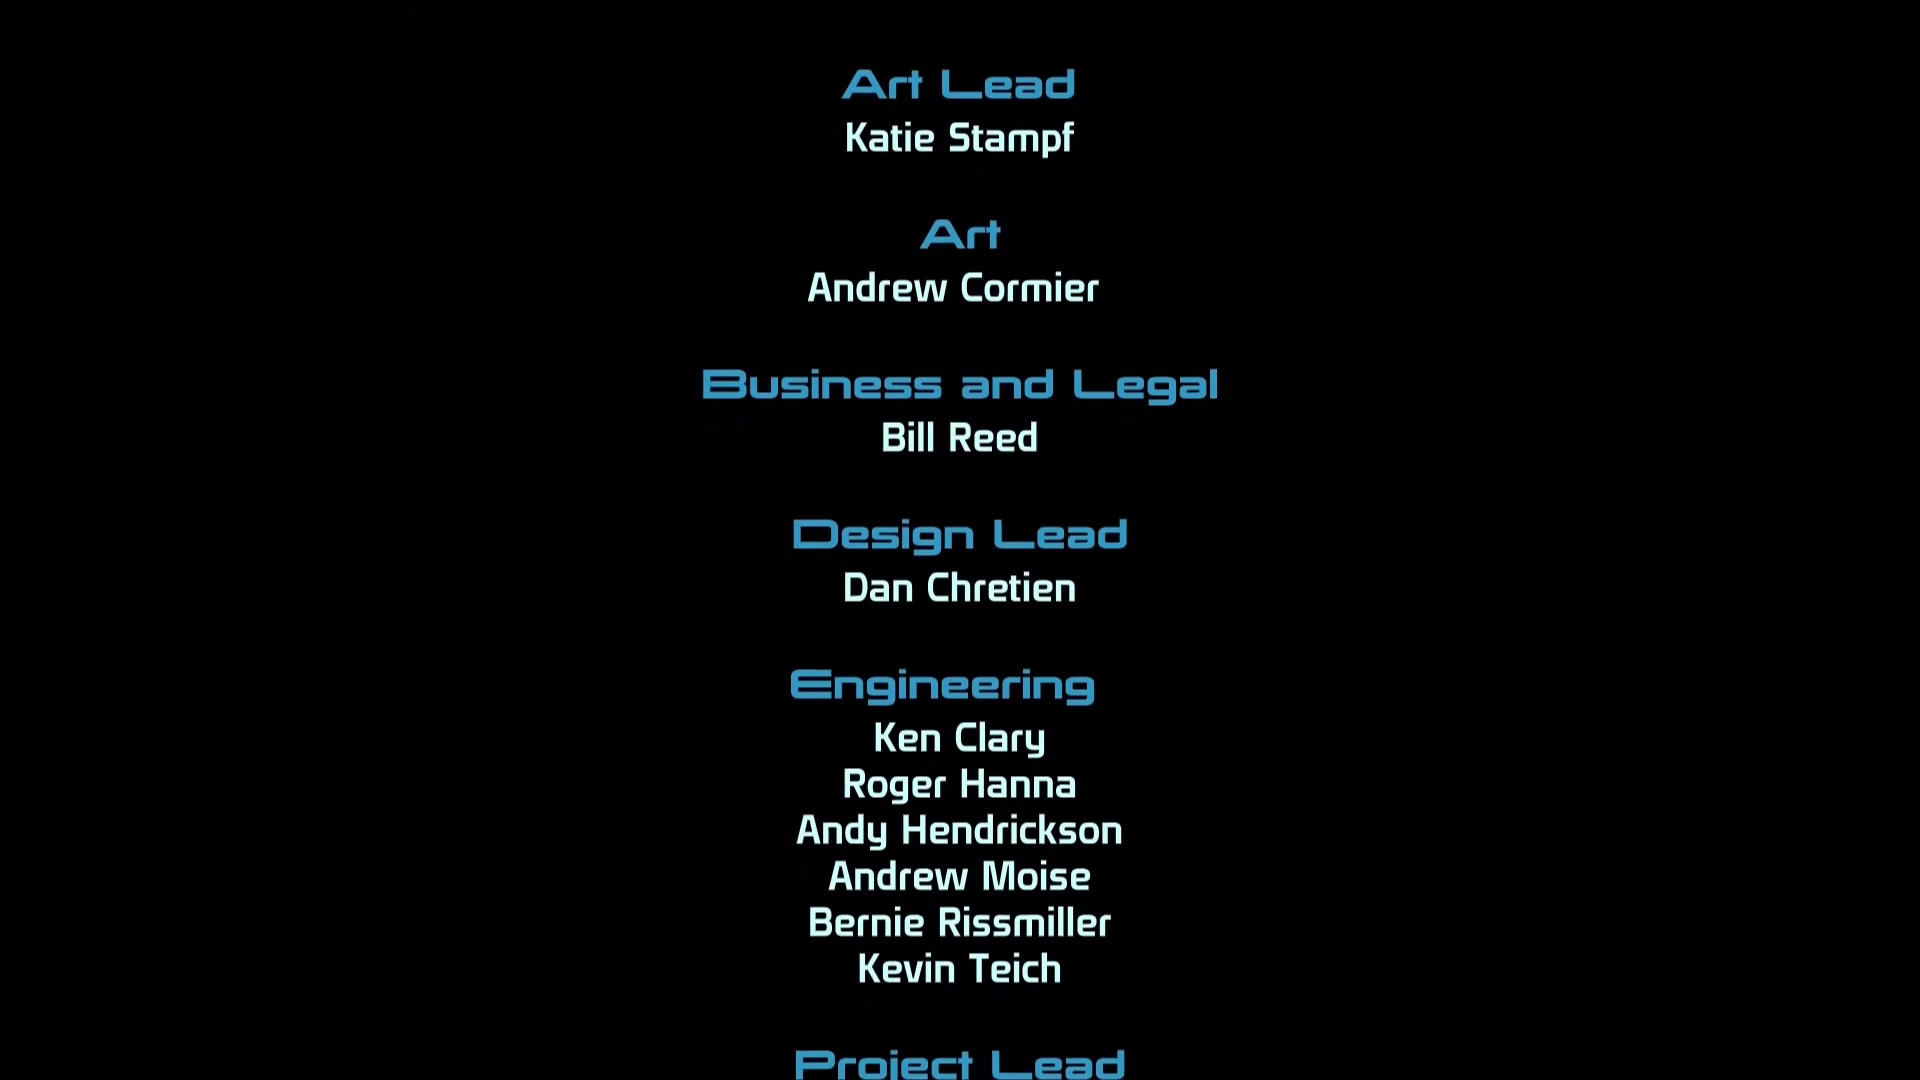 Art Lead
Katie Stampf
Art
Andrew Cormier
Business and Legal
Bill Reed
Design Lead
Dan Chretien
Engineering
Ken Clary
Roger Hanna
Andy Hendrickson
Andrew Moise
Bernie Rissmiller
Kevin Teich
Project Lead